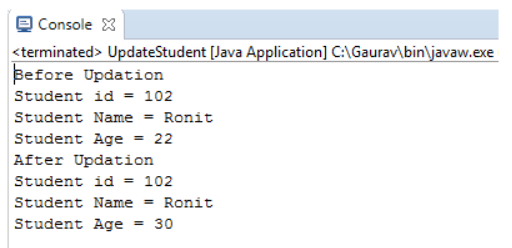 Console
<terminated> UpdateStudent [Java Application] C:\Gaurav\bin\javaw.exe
Before Updation
Student id = 102
Student Name = Ronit
Student Age = 22
After Updation
Student id = 102
Student Name = Ronit
Student Age = 30